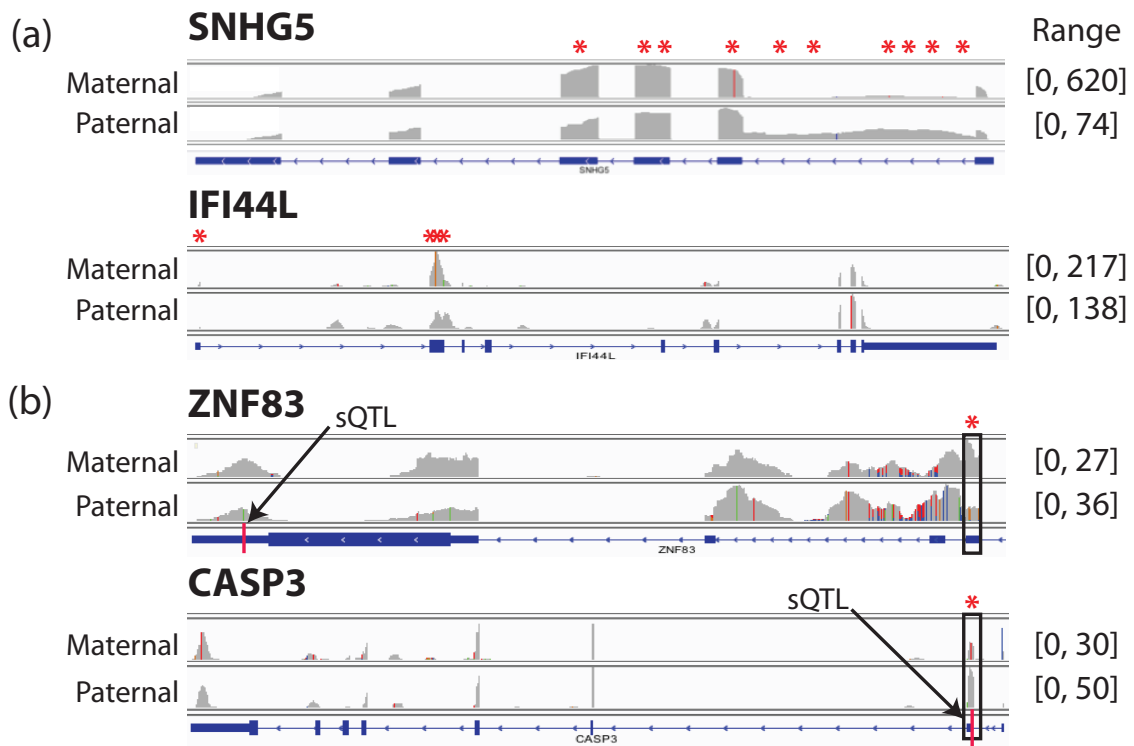 (a)
SNHG5
* * * * * * * * * *
Range
Maternal
[0, 620]
Paternal
[0, 74]
SNHG5
IFI44L
* ***
Maternal
[0, 217]
Paternal
[0, 138]
IFI44L
(b)
ZNF83
sQTL
*
Maternal
[0, 27]
Paternal
[0, 36]
ZNF83
CASP3
sQTL
*
Maternal
[0, 30]
Paternal
[0, 50]
CASP3